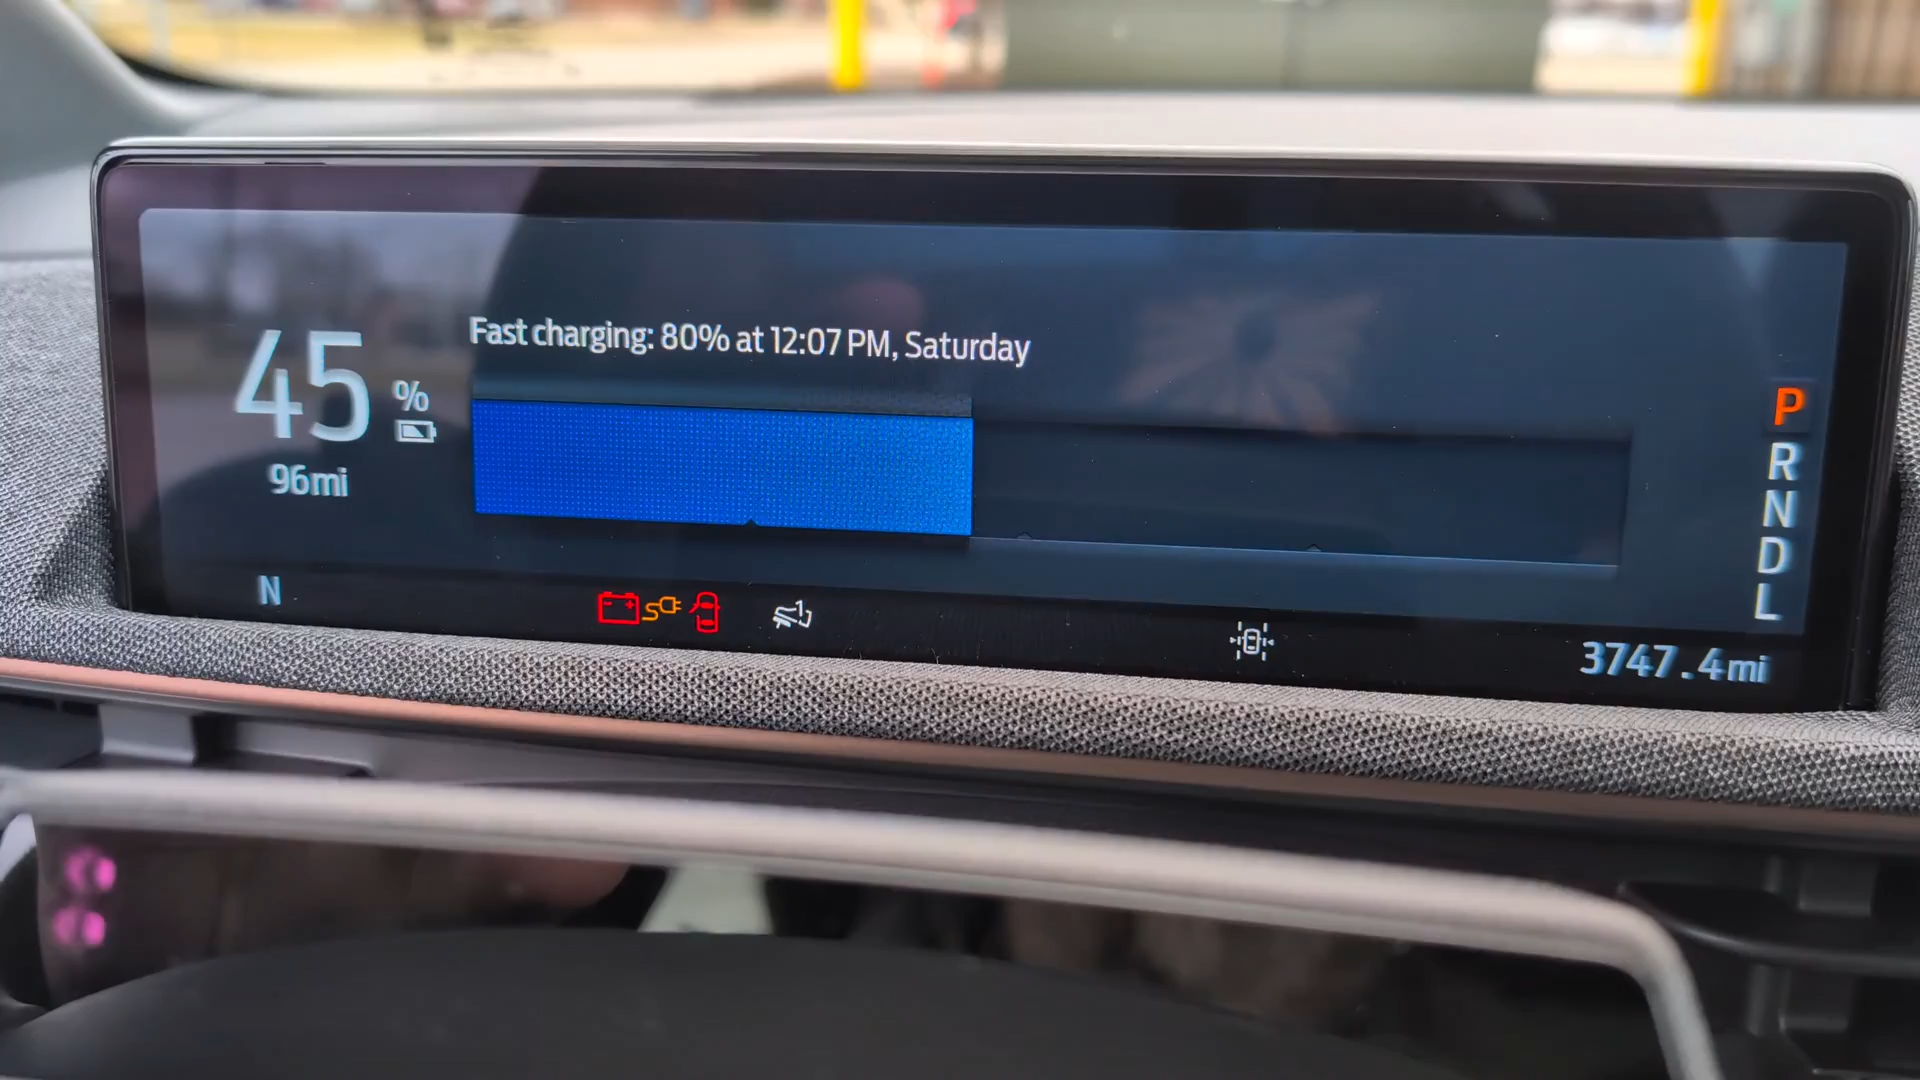 Fast charging: 80% at 12:07 PM, Saturday
45 %
96mi
P
R
N
D
L
N
3747.4mi